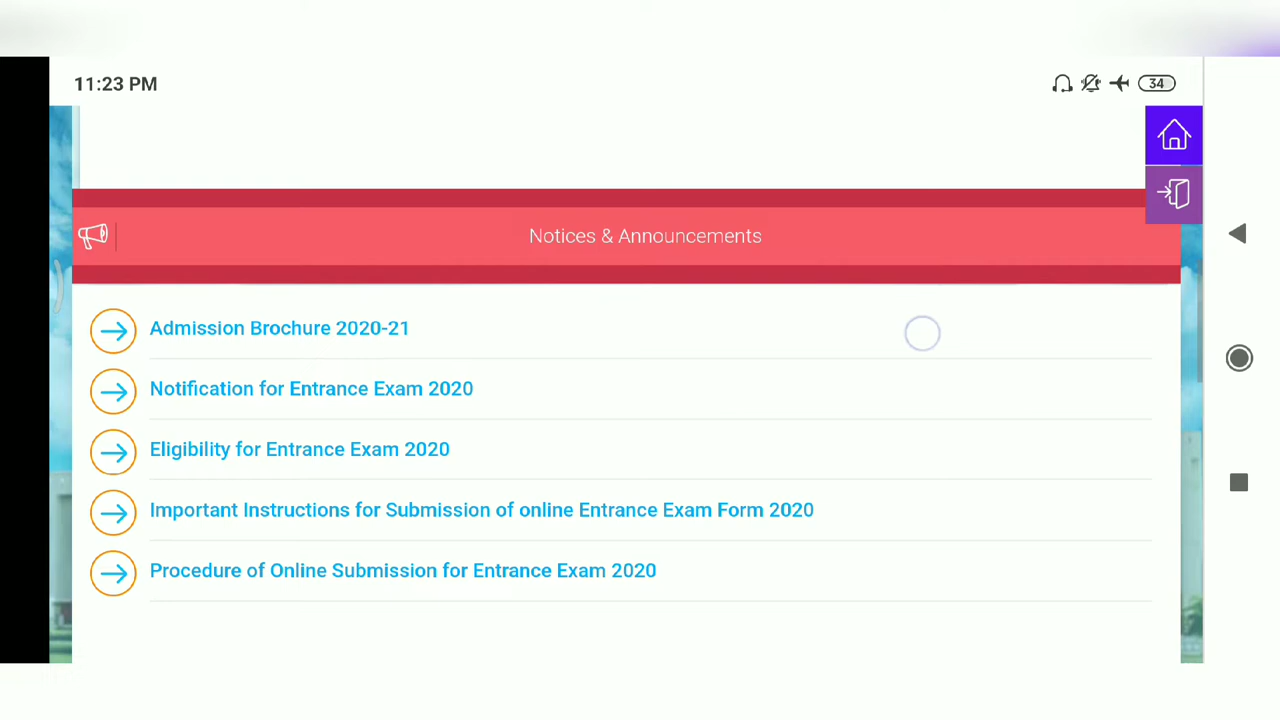 11:23 PM
34
Notices & Announcements
Admission Brochure 2020-21
Notification for Entrance Exam 2020
Eligibility for Entrance Exam 2020
Important Instructions for Submission of online Entrance Exam Form 2020
Procedure of Online Submission for Entrance Exam 2020